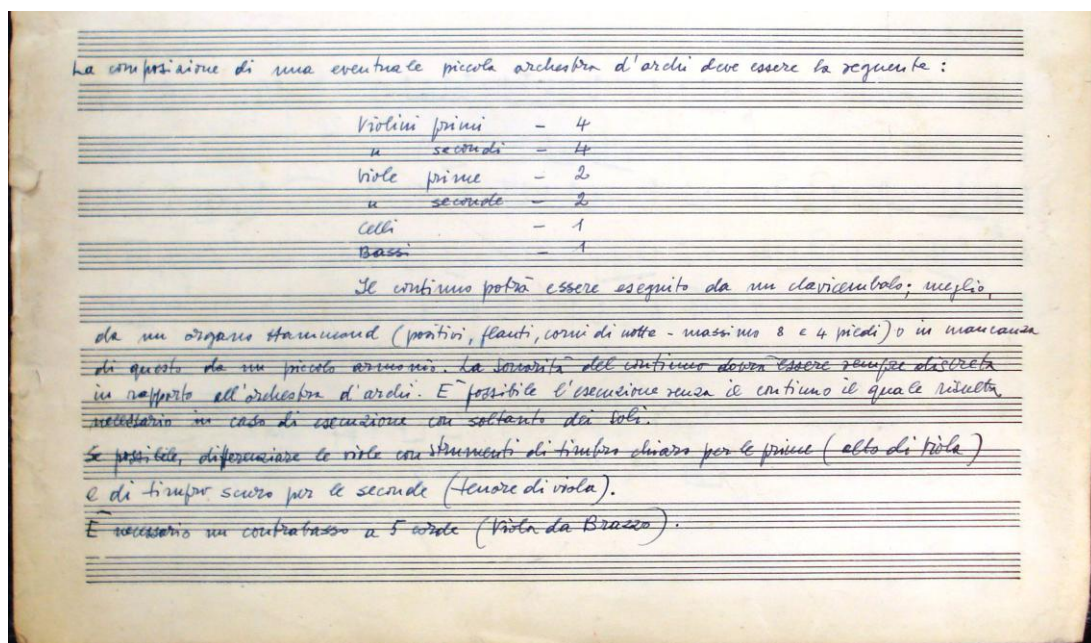 La composizione di una eventuale piccola orchestra d'archi deve essere la seguente:
Violini primi – 4
" secondi – 4
Viole prime – 2
" seconde – 2
Celli – 1
Bassi – 1
Il continuo potrà essere eseguito da un clavicembalo; meglio,
da un organo Hammond (positivi, flauti, corni di notte - massimo 8 e 4 piedi) o in mancanza
di questo da un piccolo armonio. La sonorità del continuo dovrà essere sempre discreta
in rapporto all'orchestra d'archi. È possibile l'esecuzione senza il continuo il quale risulta
necessario in caso di esecuzione con soltanto dei soli.
Se possibile, differenziare le viole con strumenti di timbro chiaro per le prime (alto di viola)
e di timbro scuro per le seconde (tenore di viola).
È necessario un contrabasso a 5 corde (Viola da Brazzo).